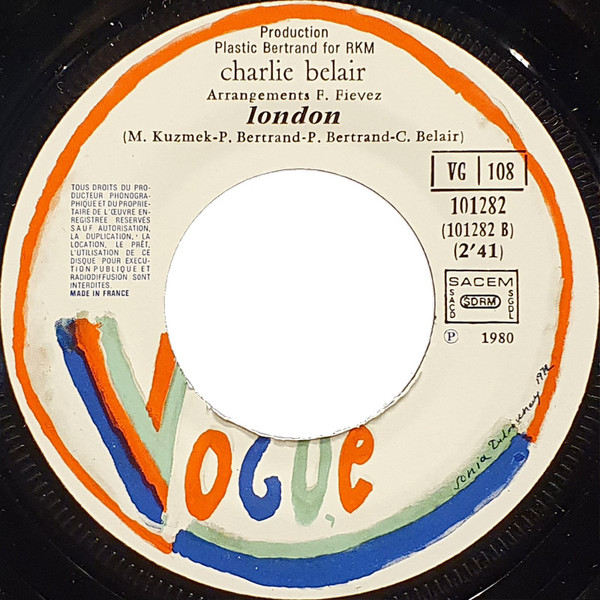 Production
Plastic Bertrand for RKM
charlie belair
Arrangements F. Fievez
london
(M. Kuzmek-P. Bertrand-P. Bertrand-C. Belair)
VG 108
101282
(101282 B)
(2'41)
TOUS DROITS DU PRO-
DUCTEUR PHONOGRA-
PHIQUE ET DU PROPRIE-
TAIRE DE L'ŒUVRE EN-
REGISTREE RESERVES
SAUF AUTORISATION,
LA DUPLICATION, LA
LOCATION, LE PRÊT,
L'UTILISATION DE CE
DISQUE POUR EXECU-
TION PUBLIQUE ET
RADIODIFFUSION SONT
INTERDITES.
MADE IN FRANCE
SACEM
SACD
SDRM
SGDL
Ⓟ 1980
Vogue
sonia Delaunay